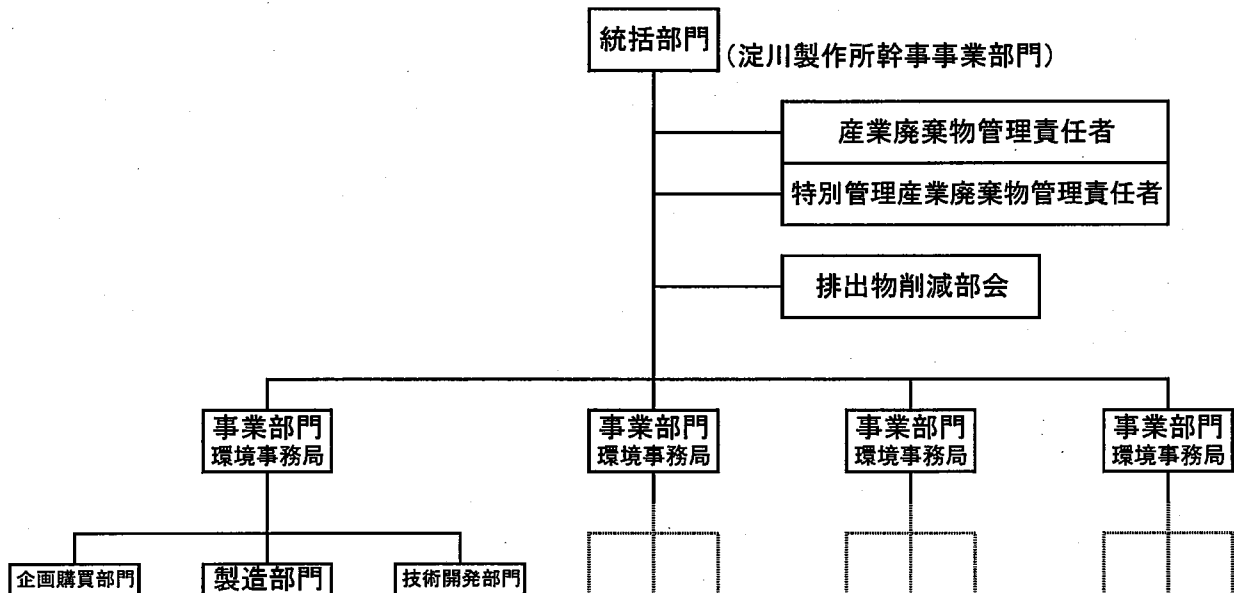 統括部門
(淀川製作所幹事事業部門)
産業廃棄物管理責任者
特別管理産業廃棄物管理責任者
排出物削減部会
事業部門
環境事務局
事業部門
環境事務局
事業部門
環境事務局
事業部門
環境事務局
企画購買部門
製造部門
技術開発部門